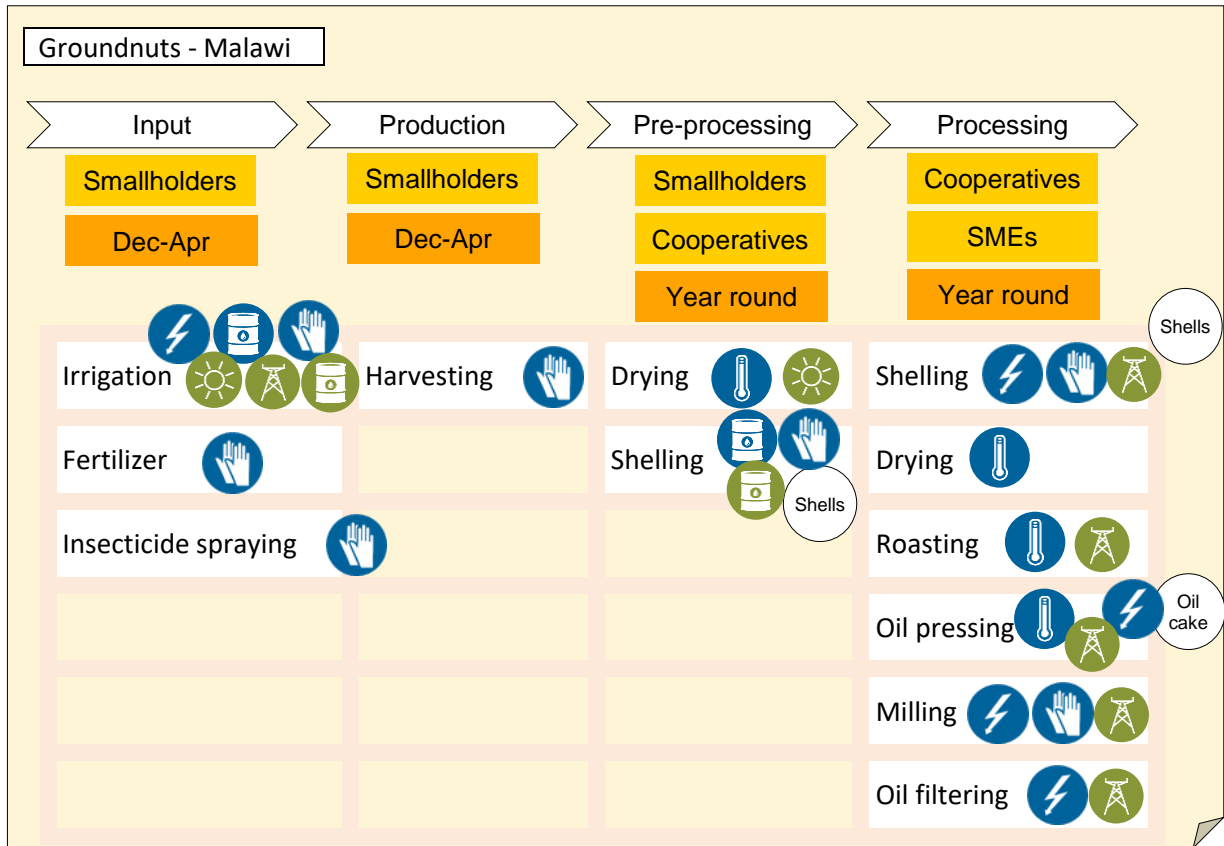 Groundnuts - Malawi
Input
Production
Pre-processing
Processing
Smallholders
Smallholders
Smallholders
Cooperatives
Dec-Apr
Dec-Apr
Cooperatives
SMEs
Year round
Year round
Shells
Irrigation
Harvesting
Drying
Shelling
Fertilizer
Shelling
Drying
Shells
Insecticide spraying
Roasting
Oil pressing
Oil
cake
Milling
Oil filtering